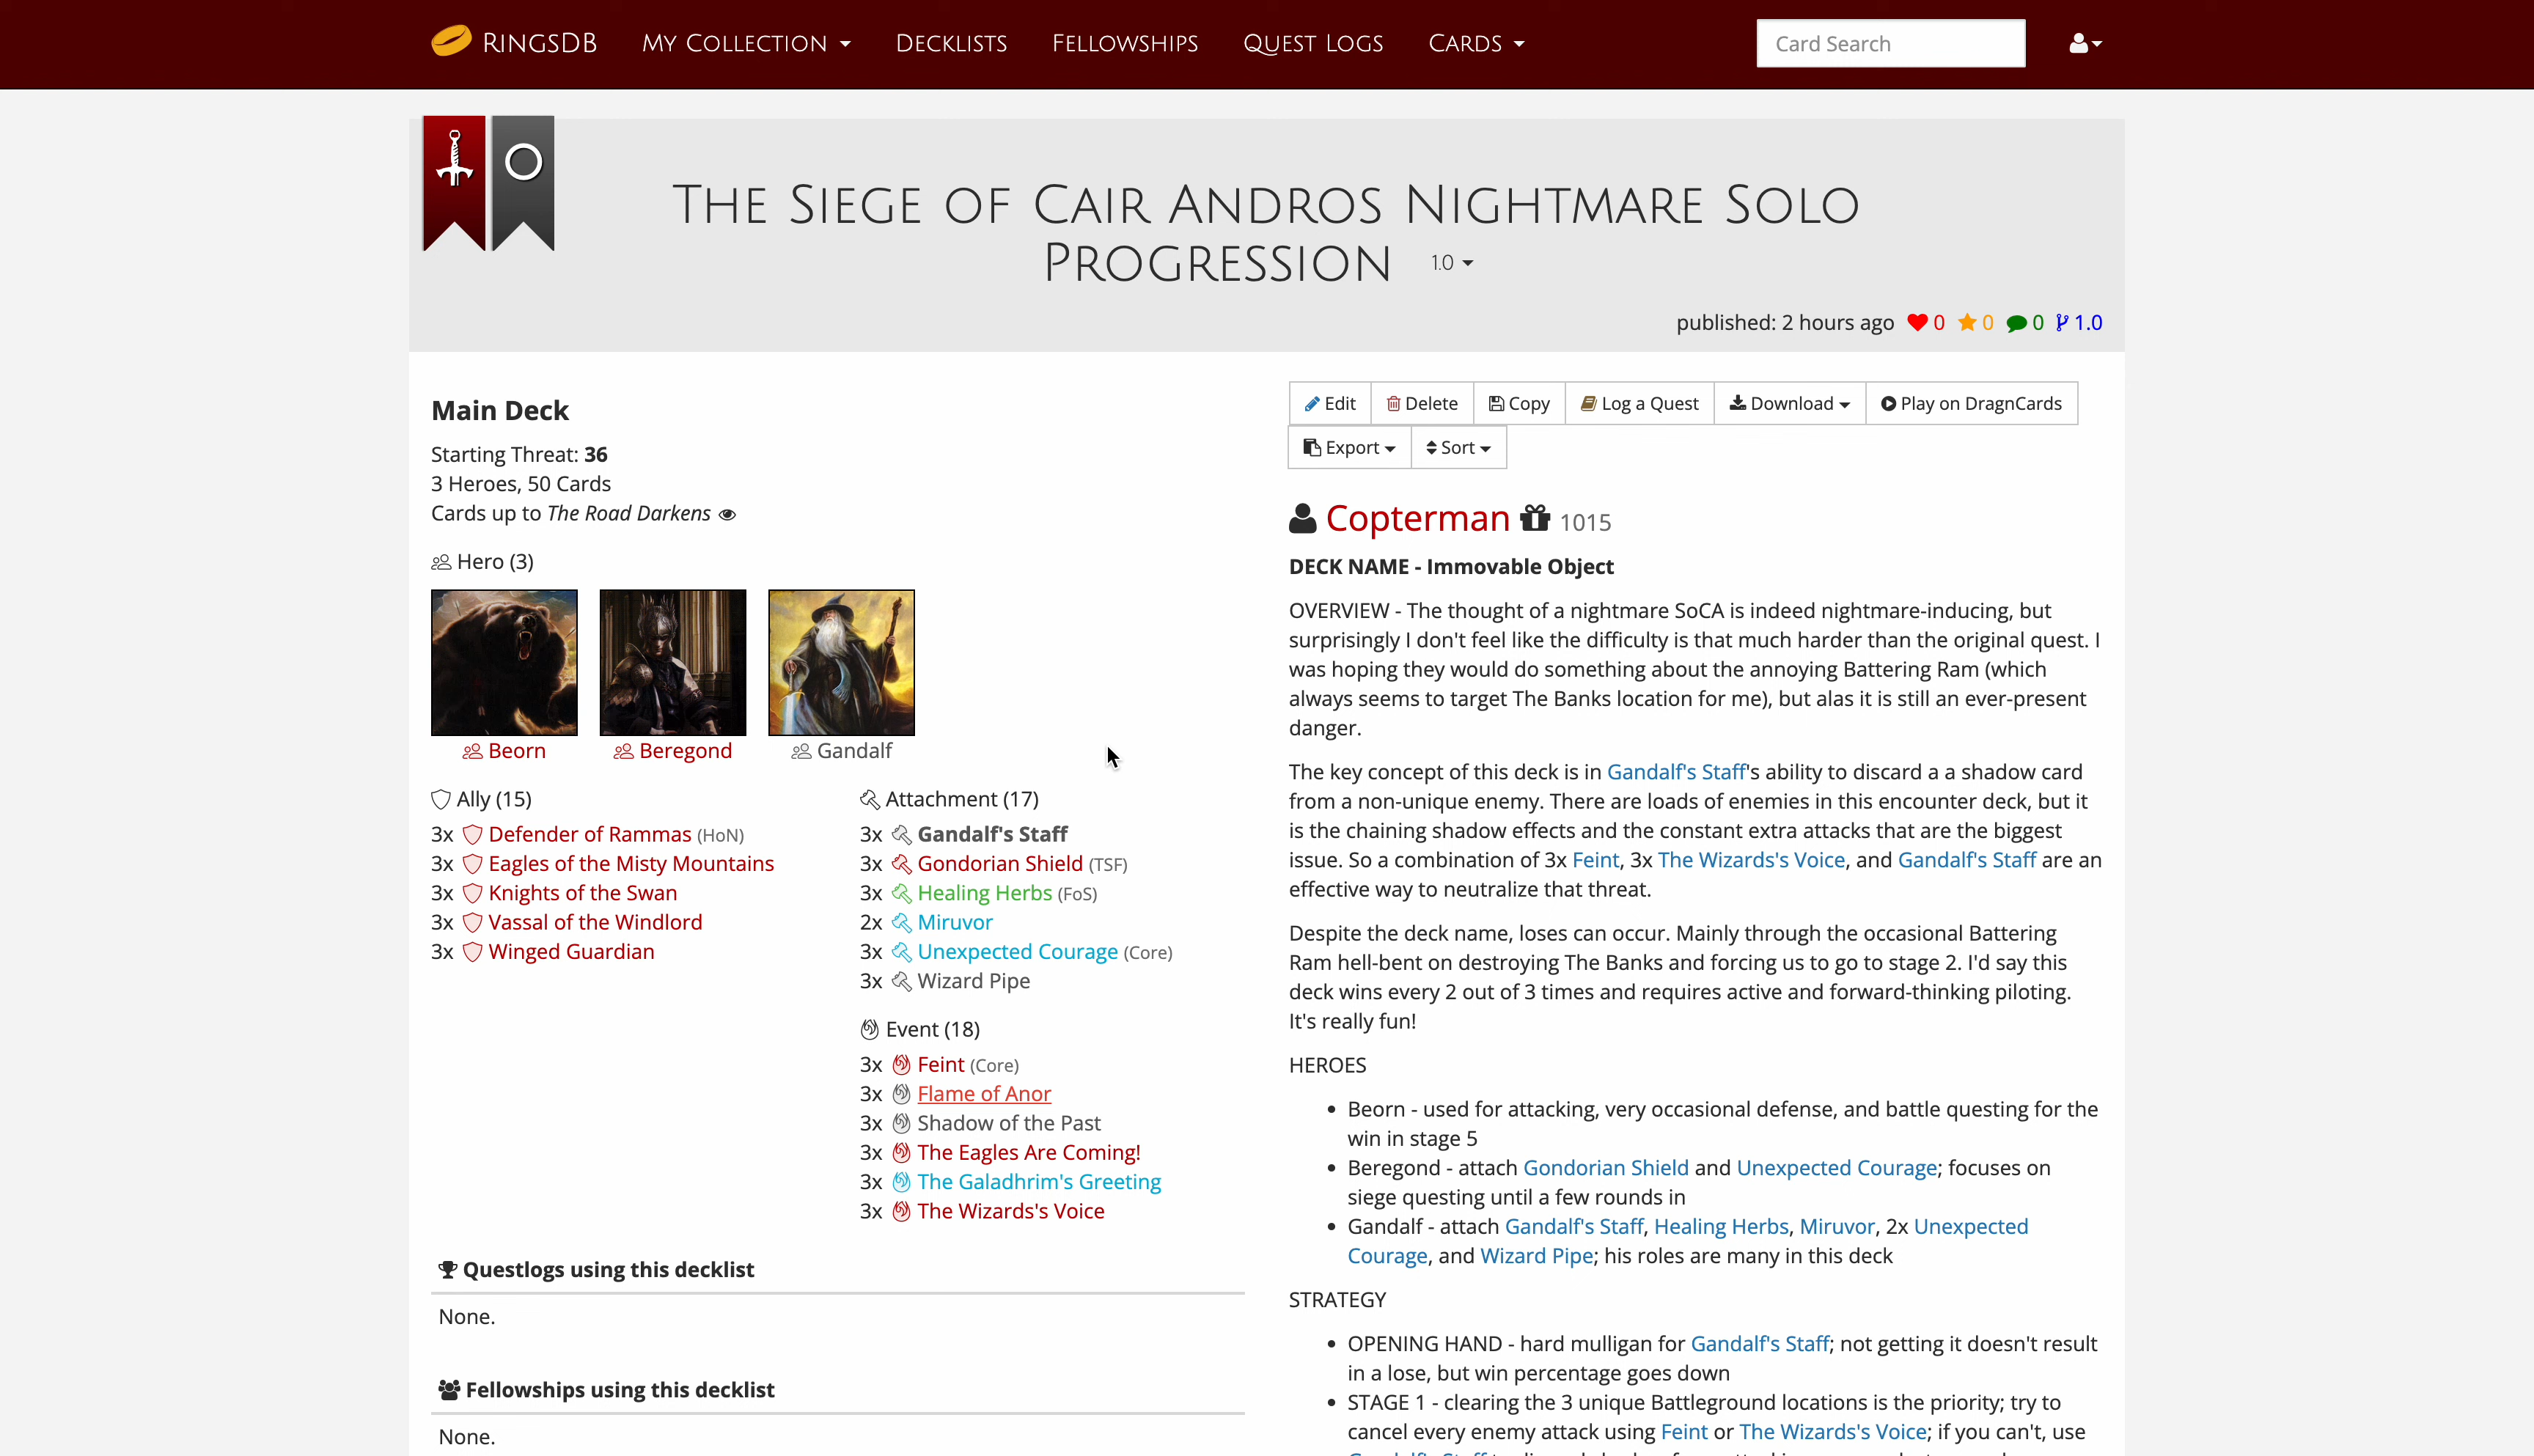 RingsDB My Collection Decklists Fellowships Quest Logs Cards Card Search
The Siege of Cair Andros Nightmare Solo
Progression 1.0
published: 2 hours ago 0 0 0 1.0
Main Deck
Starting Threat: 36
3 Heroes, 50 Cards
Cards up to The Road Darkens
Hero (3)
Beorn Beregond Gandalf
Ally (15)
3x Defender of Rammas (HoN)
3x Eagles of the Misty Mountains
3x Knights of the Swan
3x Vassal of the Windlord
3x Winged Guardian
Attachment (17)
3x Gandalf's Staff
3x Gondorian Shield (TSF)
3x Healing Herbs (FoS)
2x Miruvor
3x Unexpected Courage (Core)
3x Wizard Pipe
Event (18)
3x Feint (Core)
3x Flame of Anor
3x Shadow of the Past
3x The Eagles Are Coming!
3x The Galadhrim's Greeting
3x The Wizards's Voice
Questlogs using this decklist
None.
Fellowships using this decklist
None.
Edit Delete Copy Log a Quest Download Play on DragnCards
Export Sort
Copterman 1015
DECK NAME - Immovable Object
OVERVIEW - The thought of a nightmare SoCA is indeed nightmare-inducing, but
surprisingly I don't feel like the difficulty is that much harder than the original quest. I
was hoping they would do something about the annoying Battering Ram (which
always seems to target The Banks location for me), but alas it is still an ever-present
danger.
The key concept of this deck is in Gandalf's Staff's ability to discard a a shadow card
from a non-unique enemy. There are loads of enemies in this encounter deck, but it
is the chaining shadow effects and the constant extra attacks that are the biggest
issue. So a combination of 3x Feint, 3x The Wizards's Voice, and Gandalf's Staff are an
effective way to neutralize that threat.
Despite the deck name, loses can occur. Mainly through the occasional Battering
Ram hell-bent on destroying The Banks and forcing us to go to stage 2. I'd say this
deck wins every 2 out of 3 times and requires active and forward-thinking piloting.
It's really fun!
HEROES
• Beorn - used for attacking, very occasional defense, and battle questing for the
win in stage 5
• Beregond - attach Gondorian Shield and Unexpected Courage; focuses on
siege questing until a few rounds in
• Gandalf - attach Gandalf's Staff, Healing Herbs, Miruvor, 2x Unexpected
Courage, and Wizard Pipe; his roles are many in this deck
STRATEGY
• OPENING HAND - hard mulligan for Gandalf's Staff; not getting it doesn't result
in a lose, but win percentage goes down
• STAGE 1 - clearing the 3 unique Battleground locations is the priority; try to
cancel every enemy attack using Feint or The Wizards's Voice; if you can't, use